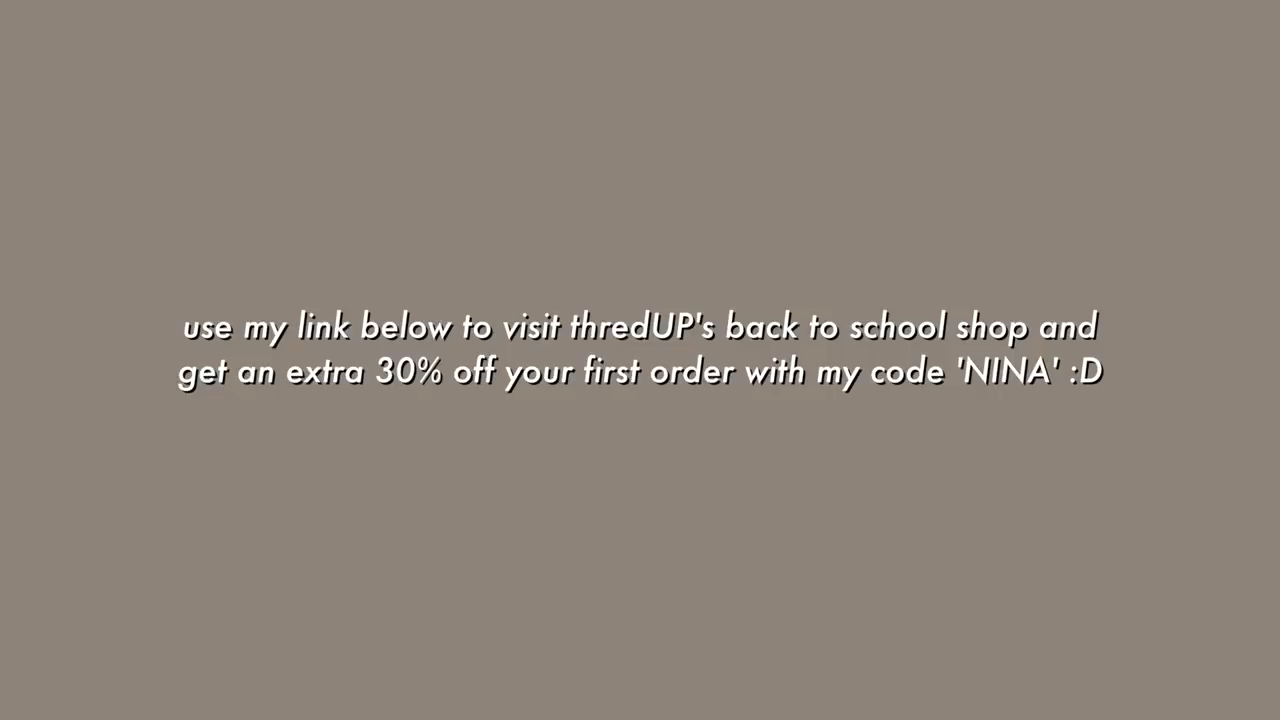 use my link below to visit thredUP's back to school shop and
get an extra 30% off your first order with my code 'NINA' :D